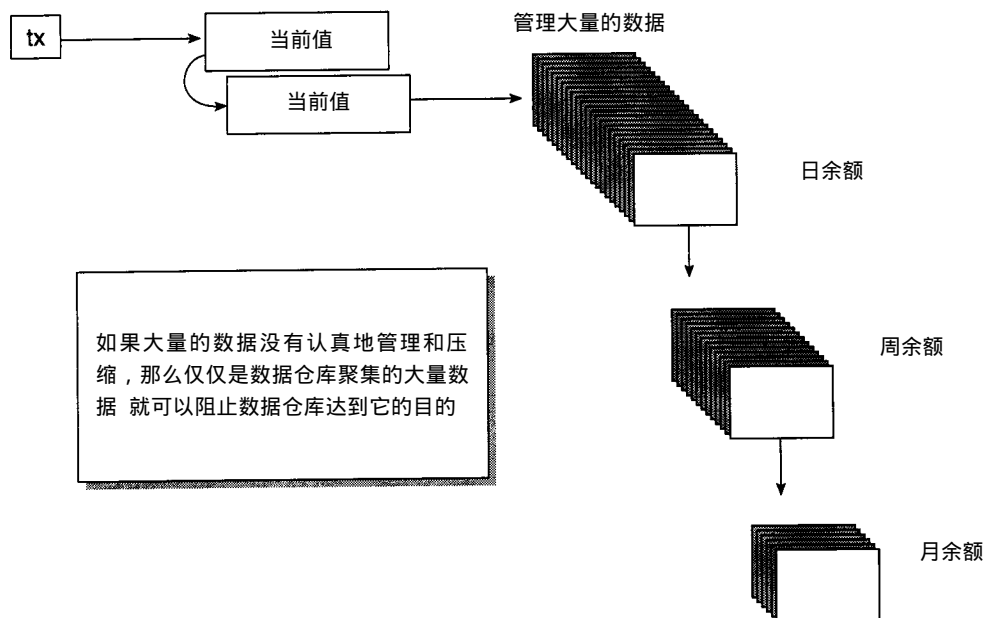 管理大量的数据
tx
当前值
当前值
日余额
如果大量的数据没有认真地管理和压
缩，那么仅仅是数据仓库聚集的大量数
据 就可以阻止数据仓库达到它的目的
周余额
月余额